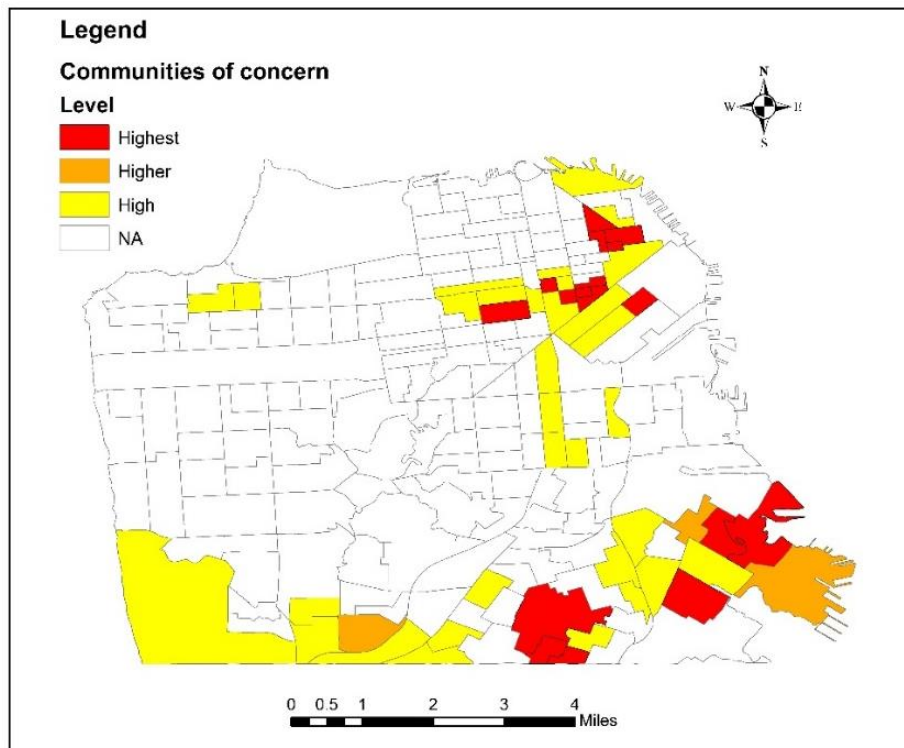 Legend
Communities of concern
Level
Highest
Higher
High
NA
N
W E
S
0 0.5 1 2 3 4
Miles